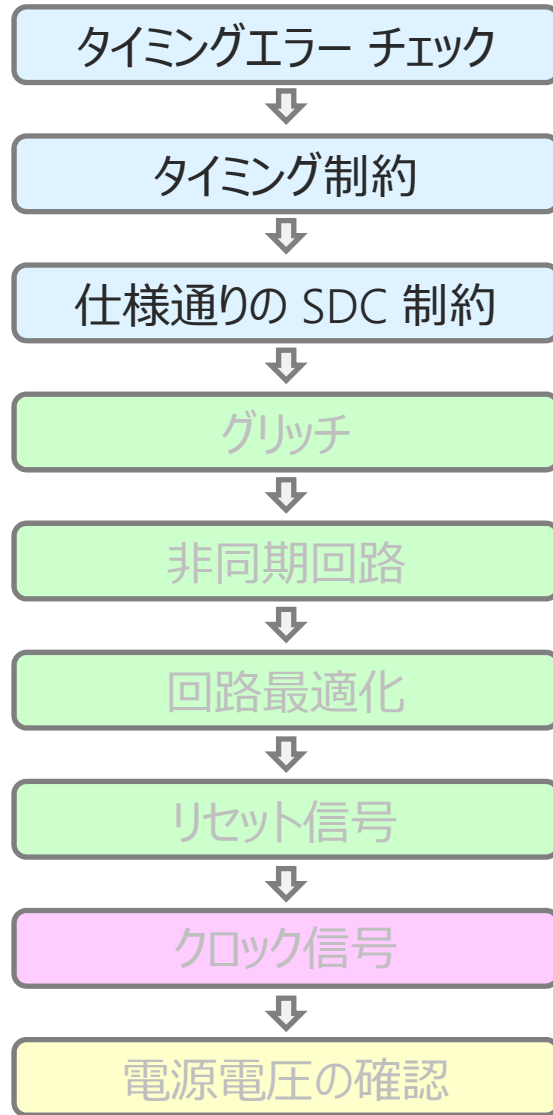 タイミングエラー チェック
タイミング制約
仕様通りの SDC 制約
グリッチ
非同期回路
回路最適化
リセット信号
クロック信号
電源電圧の確認